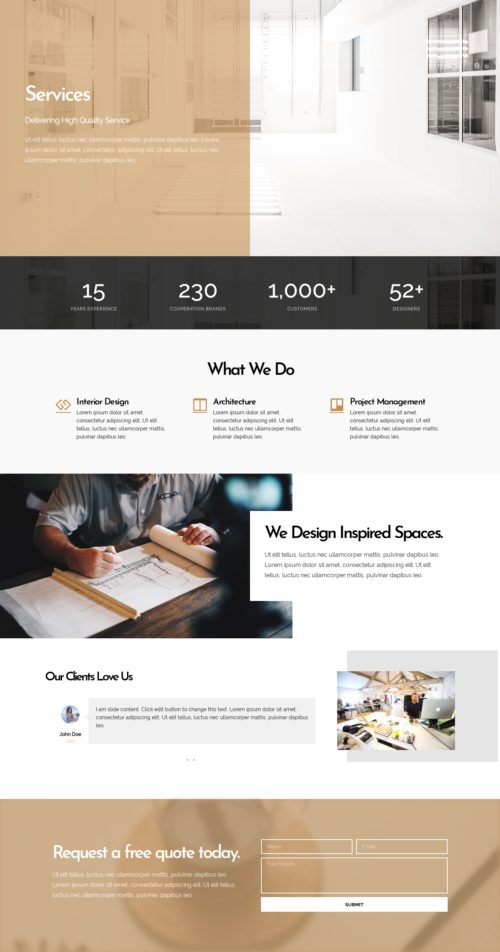 Services
Delivering High Quality Service
Ut elit tellus, luctus nec ullamcorper mattis, pulvinar dapibus leo. Lorem
ipsum dolor sit amet, consectetur adipiscing elit. Ut elit tellus, luctus nec
ullamcorper mattis, pulvinar dapibus leo.
15
230
1,000+
52+
YEARS EXPERIENCE
COOPERATION BRANDS
CUSTOMERS
DESIGNERS
What We Do
Interior Design
Lorem ipsum dolor sit amet,
consectetur adipiscing elit. Ut elit
tellus, luctus nec ullamcorper mattis,
pulvinar dapibus leo.
Architecture
Lorem ipsum dolor sit amet,
consectetur adipiscing elit. Ut elit
tellus, luctus nec ullamcorper mattis,
pulvinar dapibus leo.
Project Management
Lorem ipsum dolor sit amet,
consectetur adipiscing elit. Ut elit
tellus, luctus nec ullamcorper mattis,
pulvinar dapibus leo.
We Design Inspired Spaces.
Ut elit tellus, luctus nec ullamcorper mattis, pulvinar dapibus leo.
Lorem ipsum dolor sit amet, consectetur adipiscing elit. Ut elit
tellus, luctus nec ullamcorper mattis, pulvinar dapibus leo.
Our Clients Love Us
I am slide content. Click edit button to change this text. Lorem ipsum dolor sit amet,
consectetur adipiscing elit. Ut elit tellus, luctus nec ullamcorper mattis, pulvinar dapibus
leo.
John Doe
CEO
Request a free quote today.
Ut elit tellus, luctus nec ullamcorper mattis, pulvinar dapibus leo.
Lorem ipsum dolor sit amet, consectetur adipiscing elit. Ut elit tellus,
luctus nec ullamcorper mattis, pulvinar dapibus leo.
Name
Email
Your Needs
SUBMIT